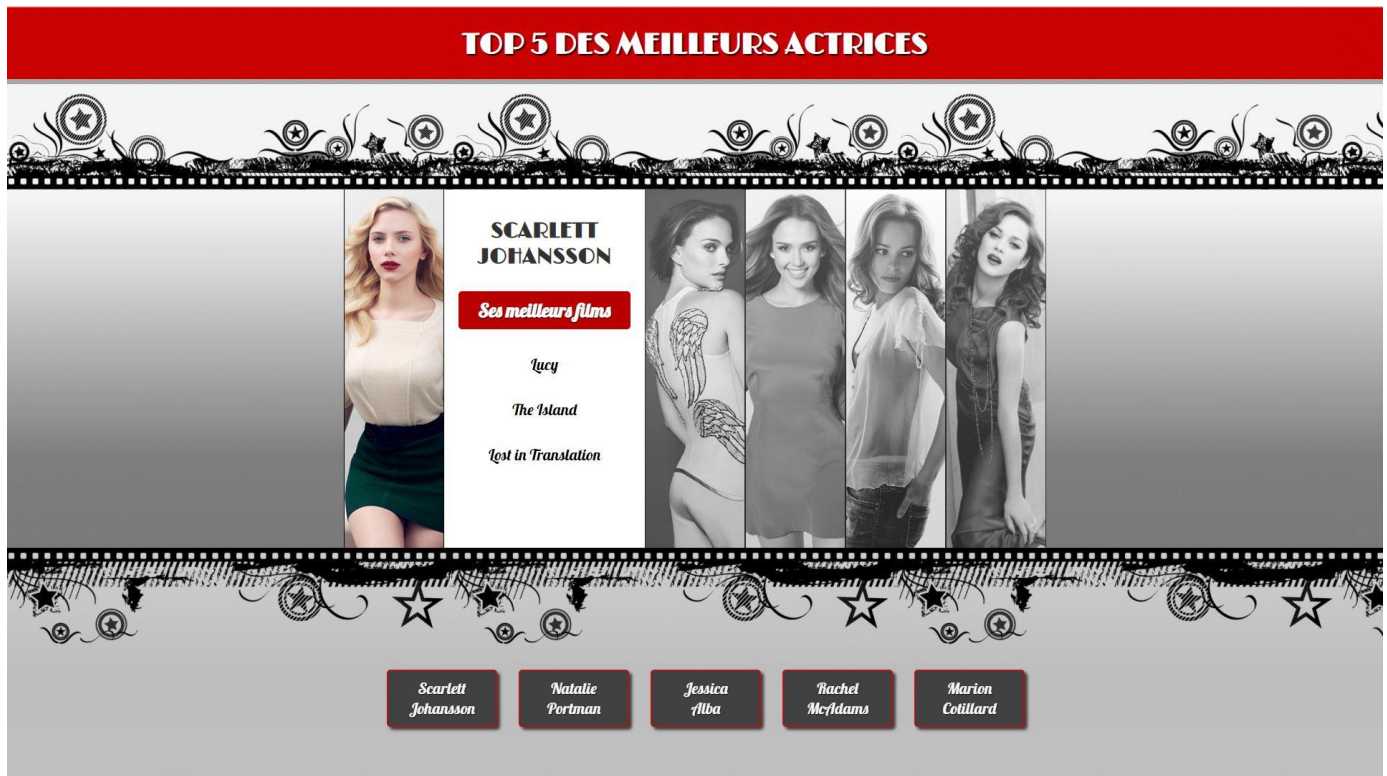 TOP 5 DES MEILLEURS ACTRICES
SCARLETT
JOHANSSON
Ses meilleurs films
Lucy
The Island
Lost in Translation
Scarlett
Johansson
Natalie
Portman
Jessica
Alba
Rachel
McAdams
Marion
Cotillard